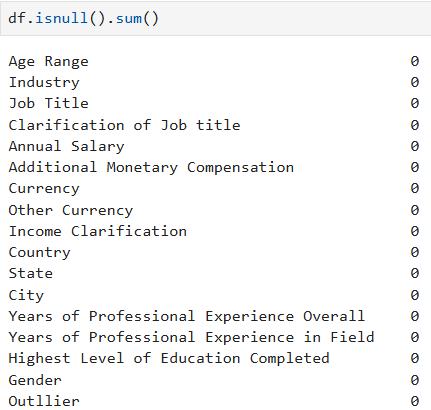 df.isnull().sum()
Age Range 0
Industry 0
Job Title 0
Clarification of Job title 0
Annual Salary 0
Additional Monetary Compensation 0
Currency 0
Other Currency 0
Income Clarification 0
Country 0
State 0
City 0
Years of Professional Experience Overall 0
Years of Professional Experience in Field 0
Highest Level of Education Completed 0
Gender 0
Outllier 0